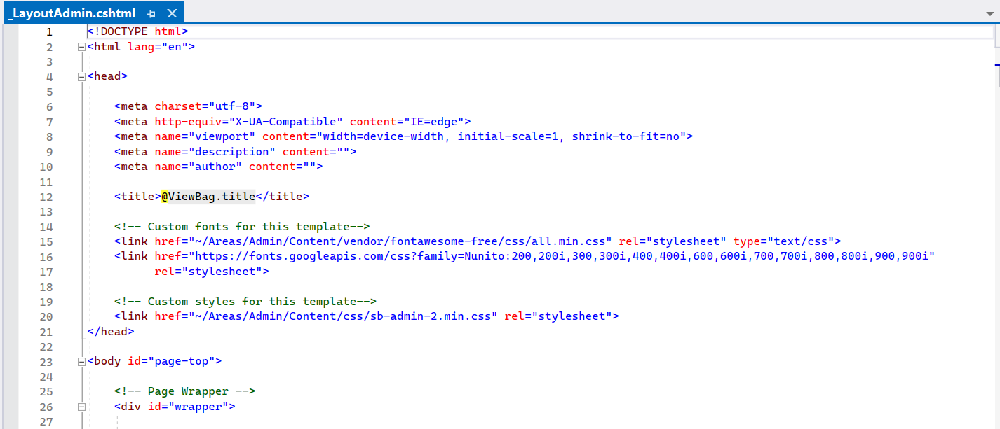 _LayoutAdmin.cshtml
1 <!DOCTYPE html>
2 <html lang="en">
3
4 <head>
5
6 <meta charset="utf-8">
7 <meta http-equiv="X-UA-Compatible" content="IE=edge">
8 <meta name="viewport" content="width=device-width, initial-scale=1, shrink-to-fit=no">
9 <meta name="description" content="">
10 <meta name="author" content="">
11
12 <title>@ViewBag.title</title>
13
14 <!-- Custom fonts for this template-->
15 <link href="~/Areas/Admin/Content/vendor/fontawesome-free/css/all.min.css" rel="stylesheet" type="text/css">
16 <link href="https://fonts.googleapis.com/css?family=Nunito:200,200i,300,300i,400,400i,600,600i,700,700i,800,800i,900,900i"
17 rel="stylesheet">
18
19 <!-- Custom styles for this template-->
20 <link href="~/Areas/Admin/Content/css/sb-admin-2.min.css" rel="stylesheet">
21 </head>
22
23 <body id="page-top">
24
25 <!-- Page Wrapper -->
26 <div id="wrapper">
27